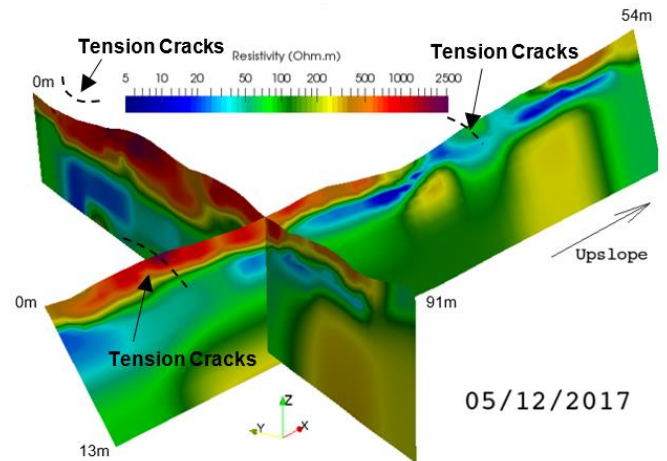 54m
Tension Cracks
Tension Cracks
Resistivity (Ohm.m)
0m
5 10 20 50 100 200 500 1000 2500
Upslope
0m
91m
Tension Cracks
05/12/2017
Z
Y X
13m